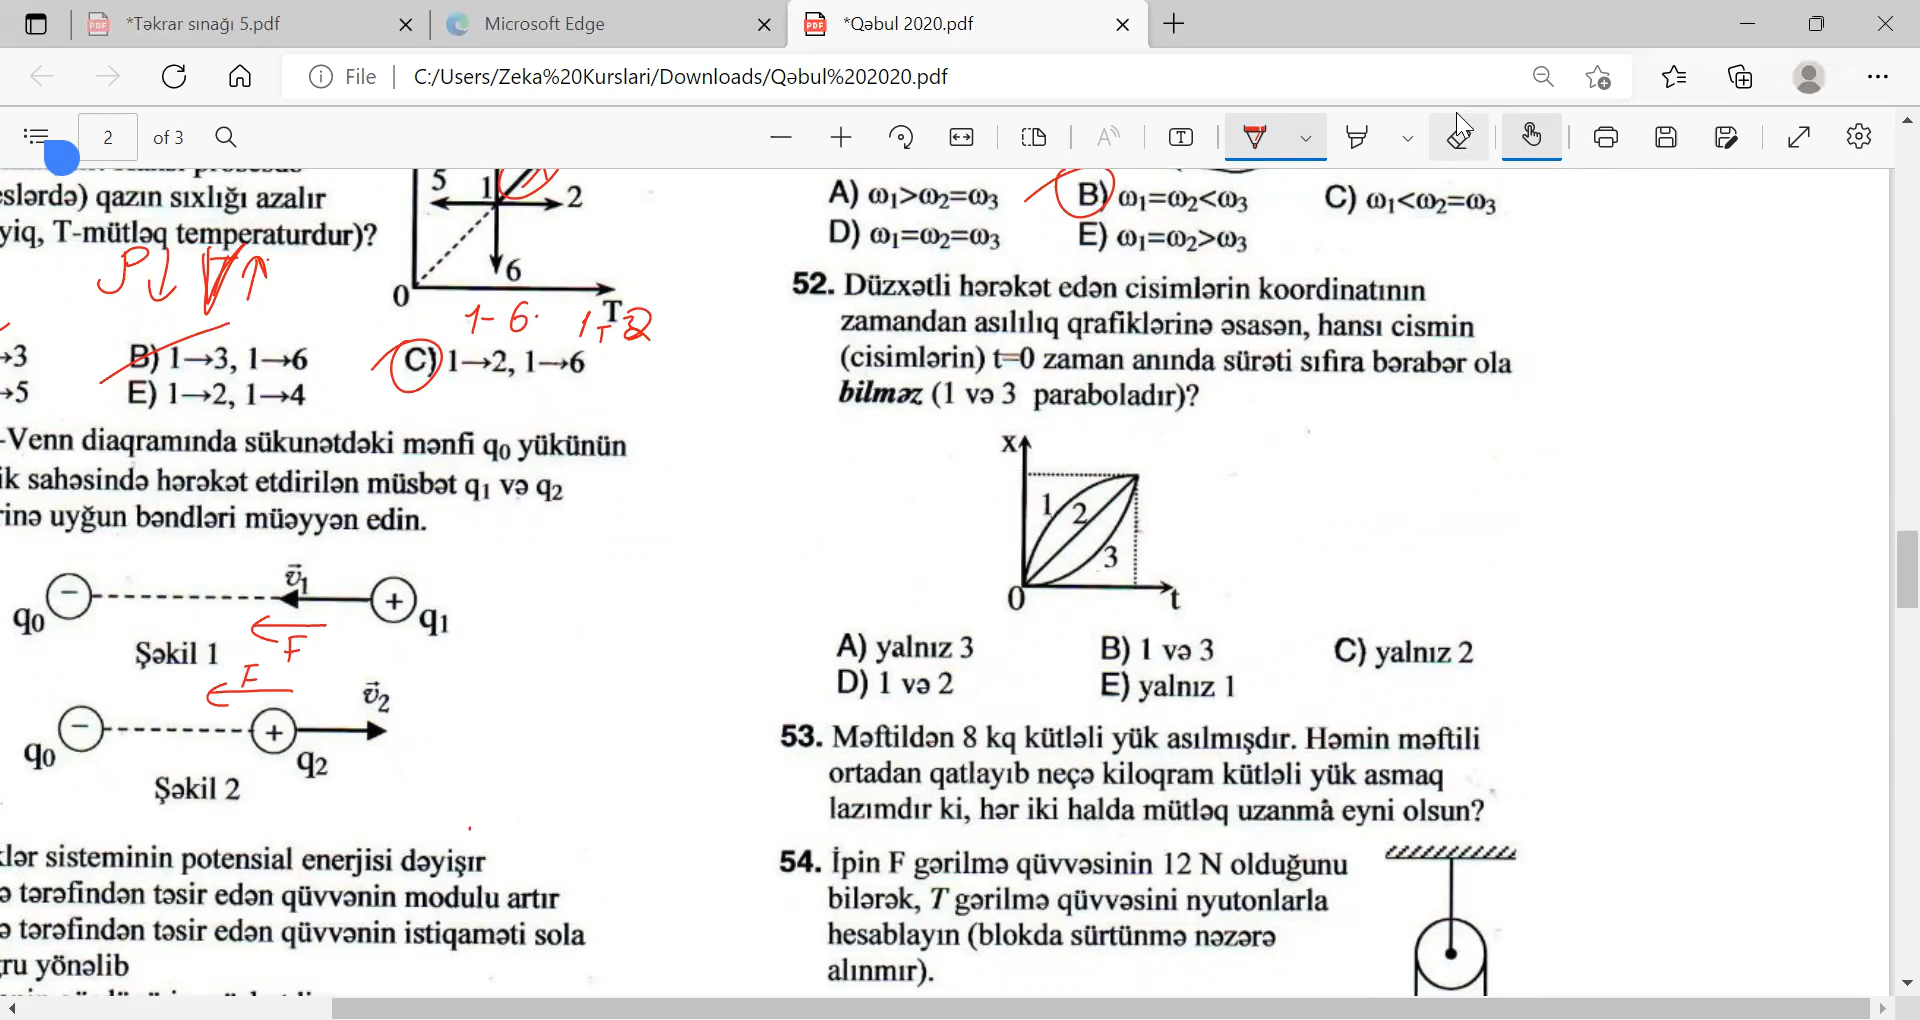 *Təkrar sınağı 5.pdf
Microsoft Edge
*Qəbul 2020.pdf
File
C:/Users/Zeka%20Kurslari/Downloads/Qəbul%202020.pdf
2
of 3
əslərdə) qazın sıxlığı azalır
yiq, T-mütləq temperaturdur)?
ρ↓ V↑
5
1
2
6
0
T
1-6. 1-2
→3
B) 1→3, 1→6
C) 1→2, 1→6
→5
E) 1→2, 1→4
-Venn diaqramında sükunətdəki mənfi q0 yükünün
ik sahəsində hərəkət etdirilən müsbət q1 və q2
rinə uyğun bəndləri müəyyən edin.
v1
−
+
q0
q1
F
Şəkil 1
F
v2
−
+
q0
q2
Şəkil 2
lər sisteminin potensial enerjisi dəyişir
ə tərəfindən təsir edən qüvvənin modulu artır
ə tərəfindən təsir edən qüvvənin istiqaməti sola
ru yönəlib
A) ω1>ω2=ω3
B) ω1=ω2<ω3
C) ω1<ω2=ω3
D) ω1=ω2=ω3
E) ω1=ω2>ω3
52. Düzxətli hərəkət edən cisimlərin koordinatının
zamandan asılılıq qrafiklərinə əsasən, hansı cismin
(cisimlərin) t=0 zaman anında sürəti sıfıra bərabər ola
bilməz (1 və 3 paraboladır)?
X
1
2
3
0
t
A) yalnız 3
B) 1 və 3
C) yalnız 2
D) 1 və 2
E) yalnız 1
53. Məftildən 8 kq kütləli yük asılmışdır. Həmin məftili
ortadan qatlayıb neçə kiloqram kütləli yük asmaq
lazımdır ki, hər iki halda mütləq uzanma eyni olsun?
54. İpin F gərilmə qüvvəsinin 12 N olduğunu
bilərək, T gərilmə qüvvəsini nyutonlarla
hesablayın (blokda sürtünmə nəzərə
alınmır).